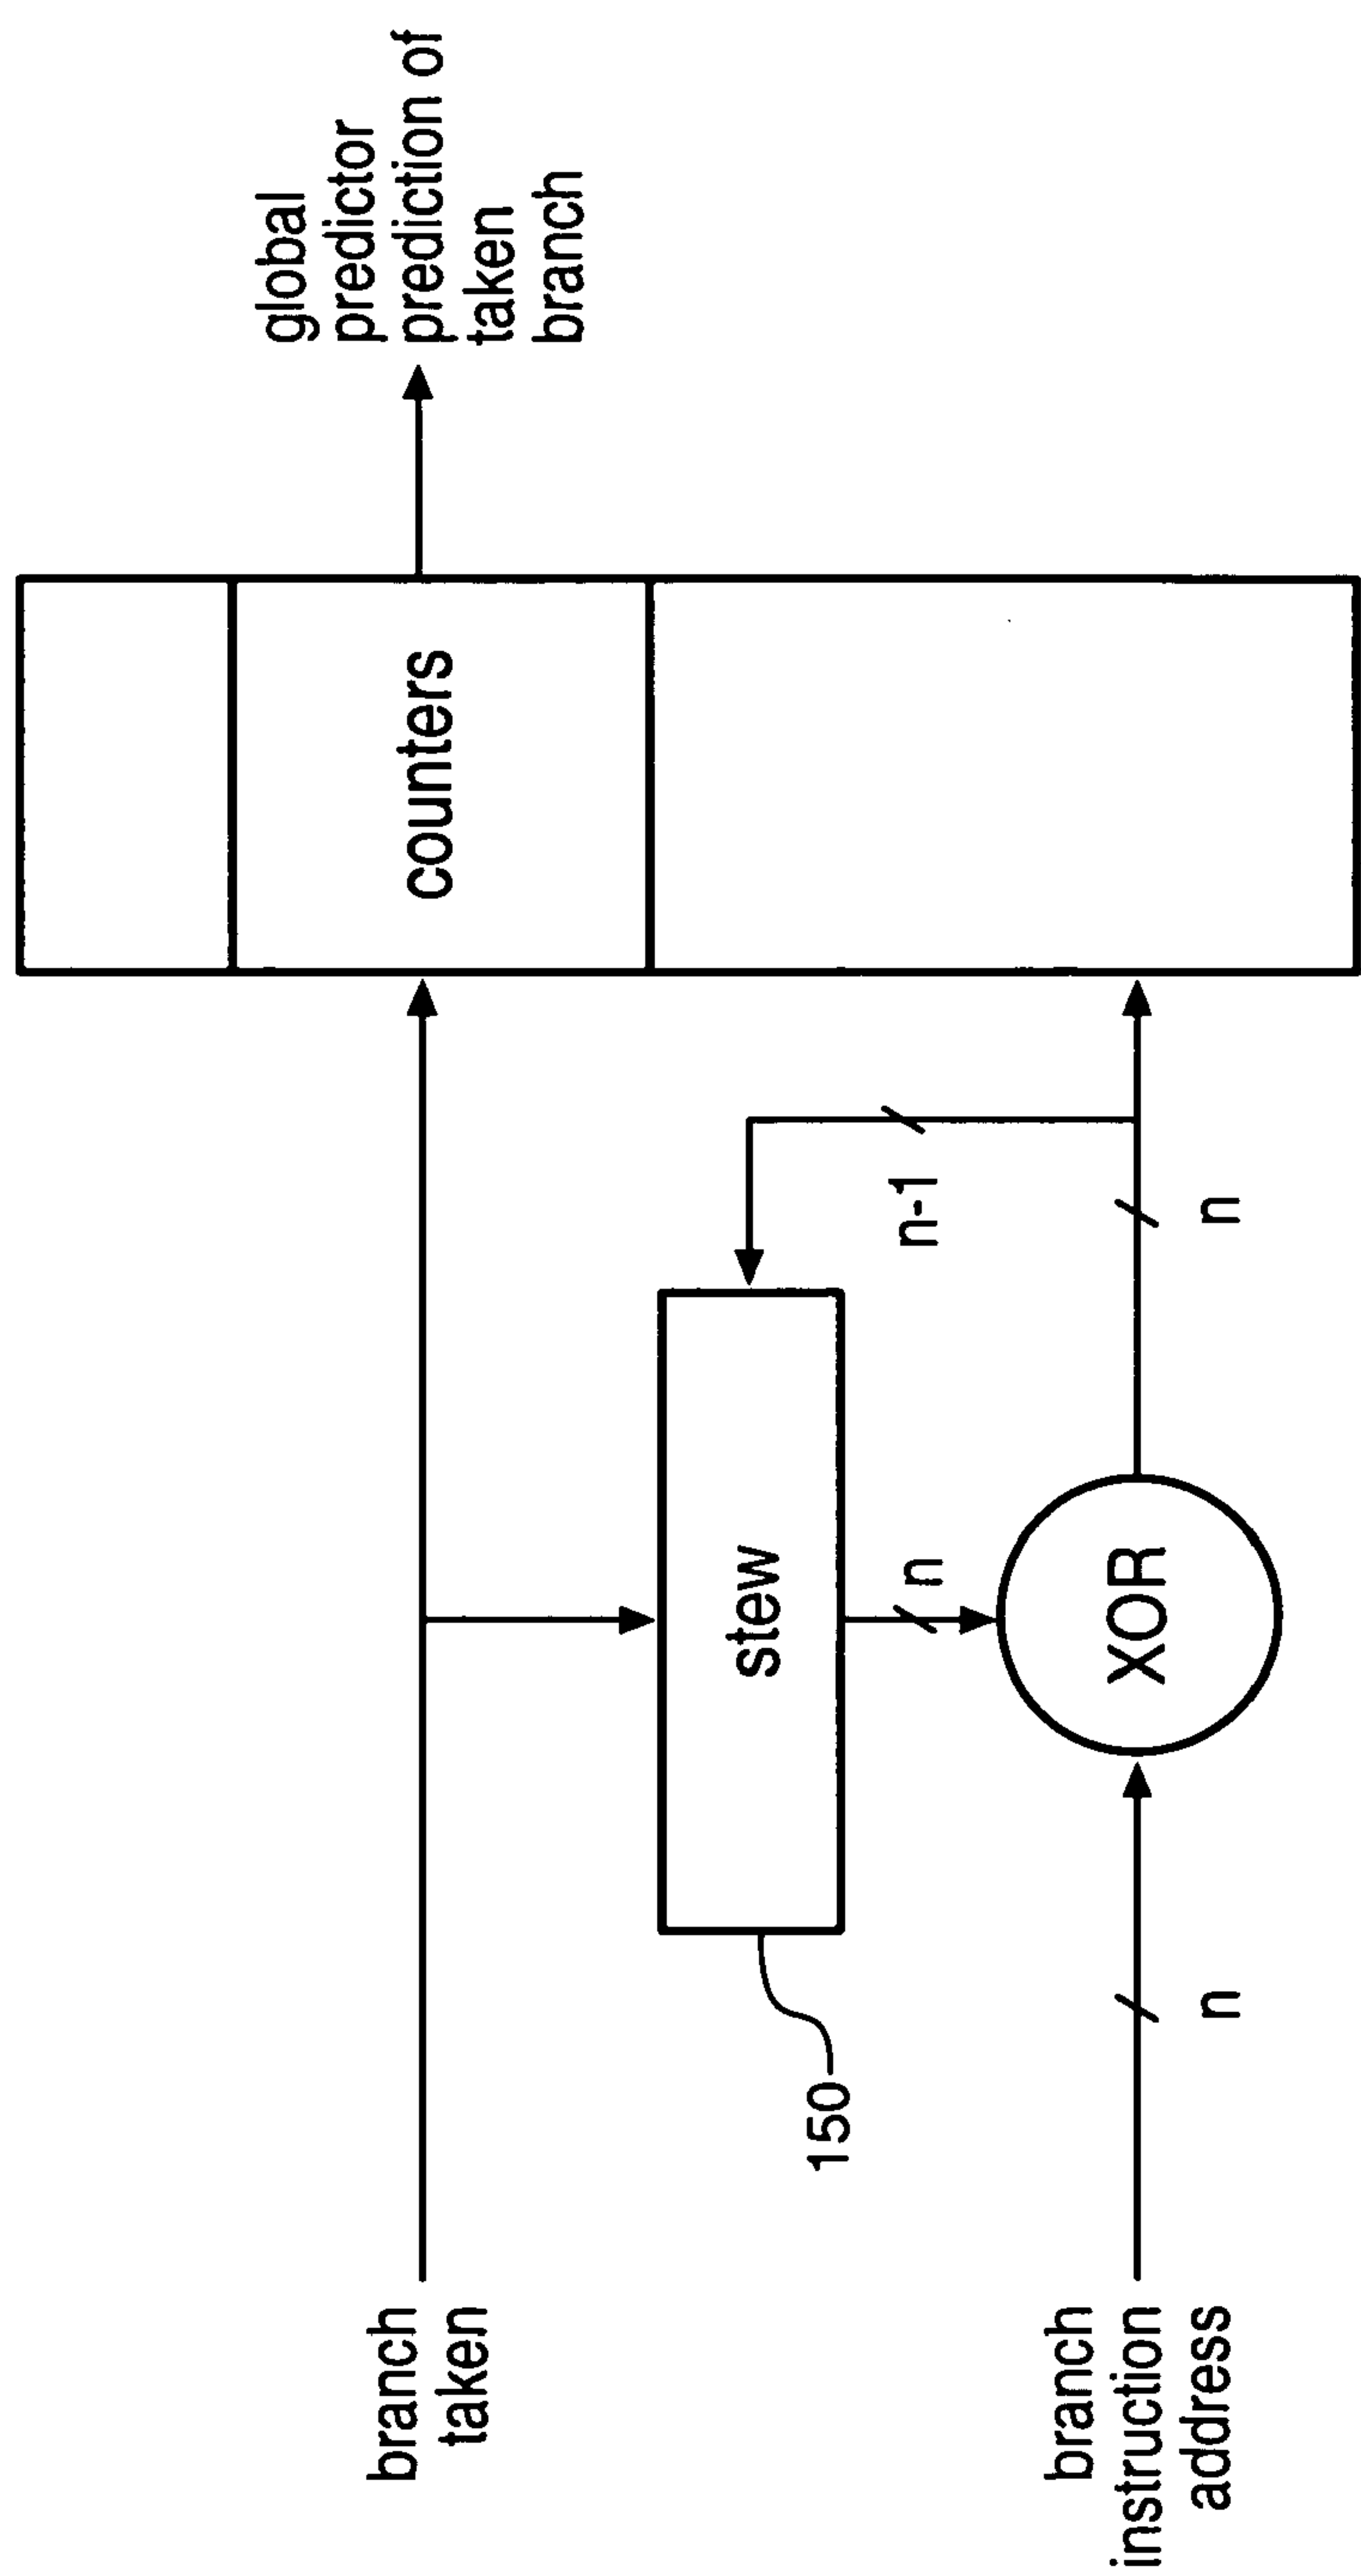 branch
taken
150
branch
instruction
address
n
stew
n
XOR
n-1
n
counters
global
predictor
prediction of
taken
branch